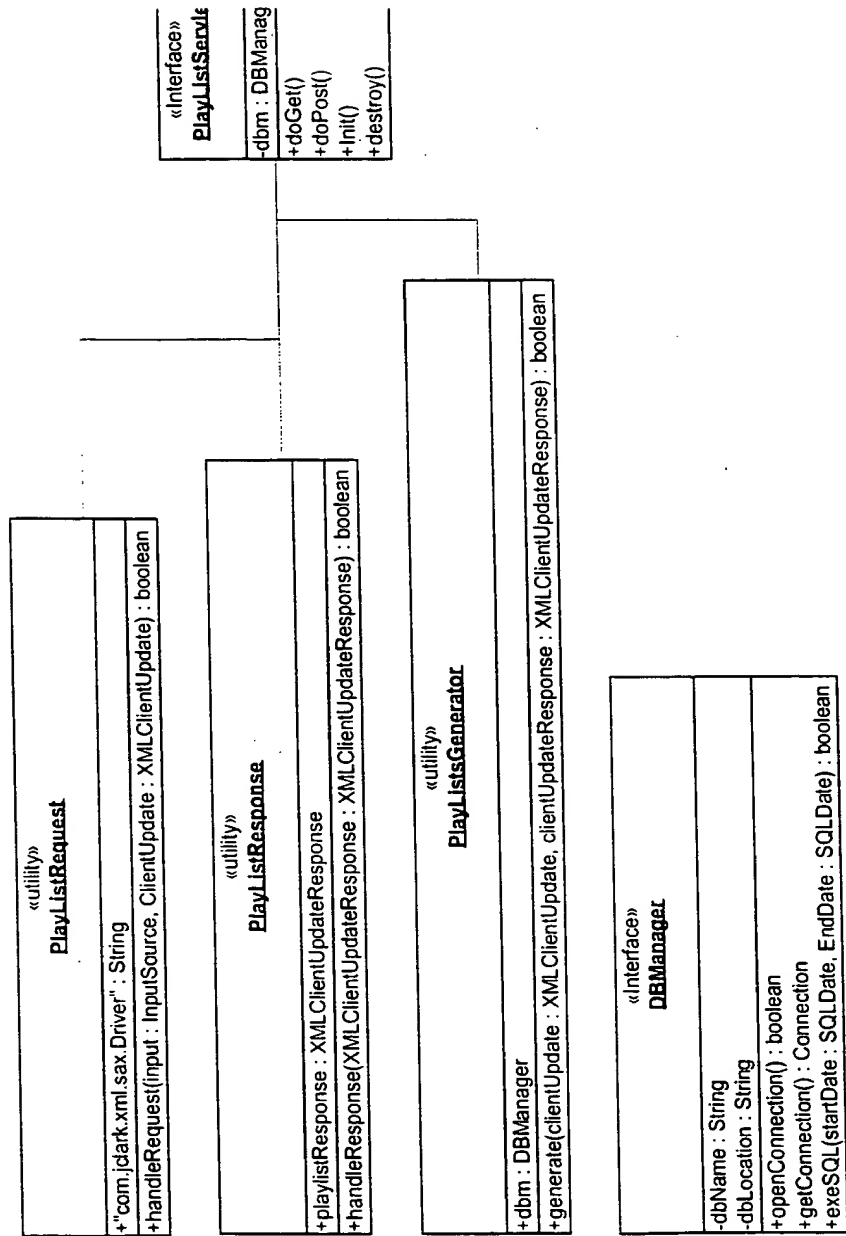 «utility»
PlayListRequest
+"com.jclark.xml.sax.Driver" : String
+handleRequest(input : InputSource, ClientUpdate : XMLClientUpdate) : boolean
«utility»
PlayListResponse
+playlistResponse : XMLClientUpdateResponse
+handleResponse(XMLClientUpdateResponse : XMLClientUpdateResponse) : boolean
«utility»
PlayListsGenerator
+dbm : DBManager
+generate(clientUpdate : XMLClientUpdate, clientUpdateResponse : XMLClientUpdateResponse) : boolean
«Interface»
DBManager
-dbName : String
-dbLocation : String
+openConnection() : boolean
+getConnection() : Connection
+exeSQL(startDate : SQLDate, EndDate : SQLDate) : boolean
«Interface»
PlayListServle
-dbm : DBManag
+doGet()
+doPost()
+Init()
+destroy()